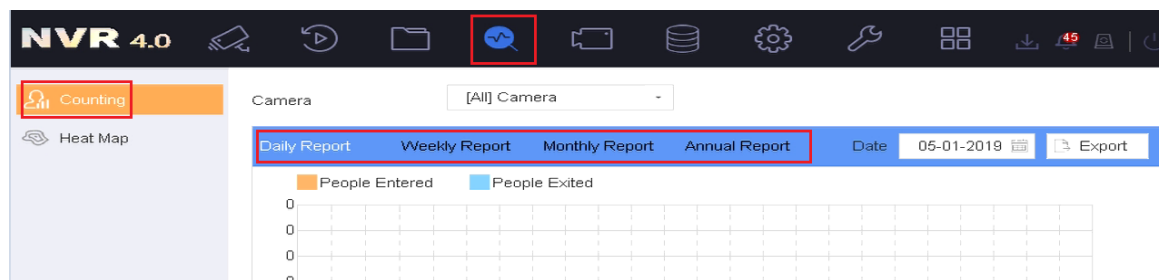 NVR 4.0
45
Counting
Heat Map
Camera [All] Camera
Daily Report Weekly Report Monthly Report Annual Report Date 05-01-2019 Export
People Entered People Exited
0
0
0
0